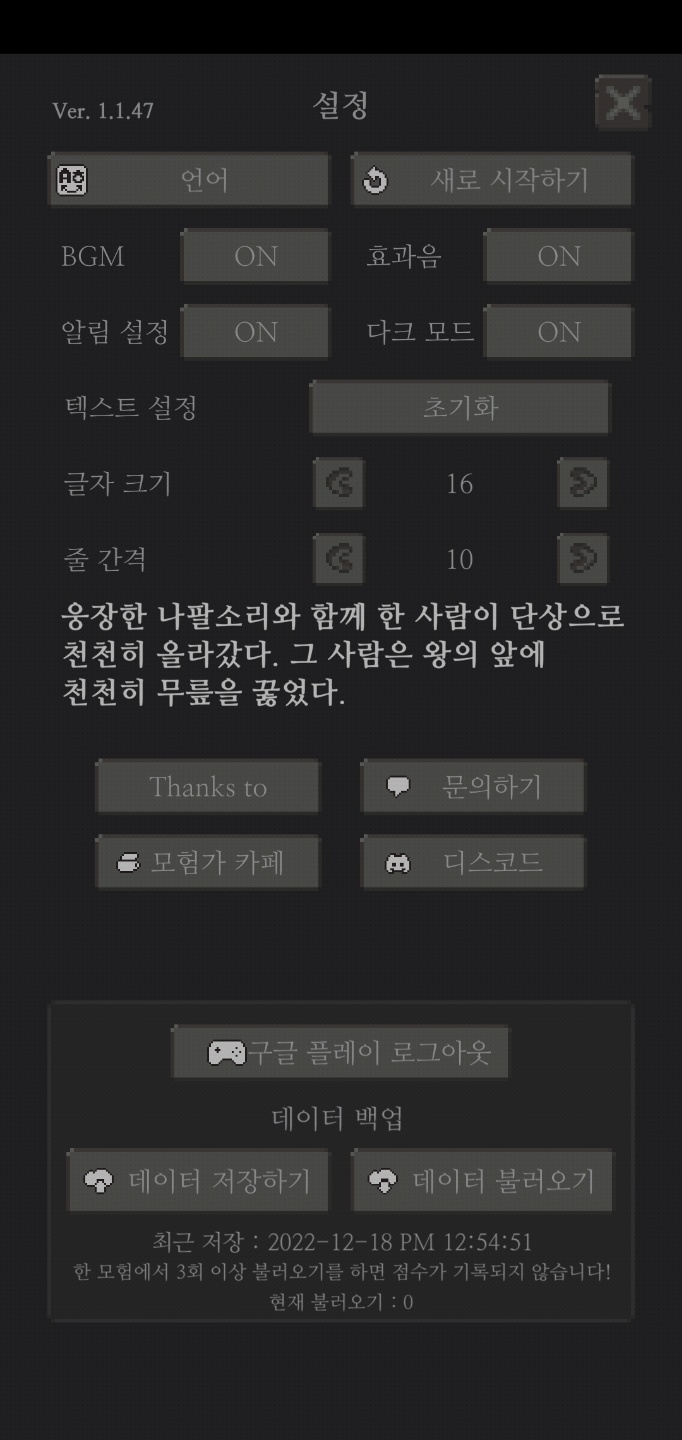 Ver. 1.1.47
설정
언어
새로 시작하기
BGM ON
효과음 ON
알림 설정 ON
다크 모드 ON
텍스트 설정 초기화
글자 크기 16
줄 간격 10
웅장한 나팔소리와 함께 한 사람이 단상으로
천천히 올라갔다. 그 사람은 왕의 앞에
천천히 무릎을 꿇었다.
Thanks to
문의하기
모험가 카페
디스코드
구글 플레이 로그아웃
데이터 백업
데이터 저장하기
데이터 불러오기
최근 저장 : 2022-12-18 PM 12:54:51
한 모험에서 3회 이상 불러오기를 하면 점수가 기록되지 않습니다!
현재 불러오기 : 0